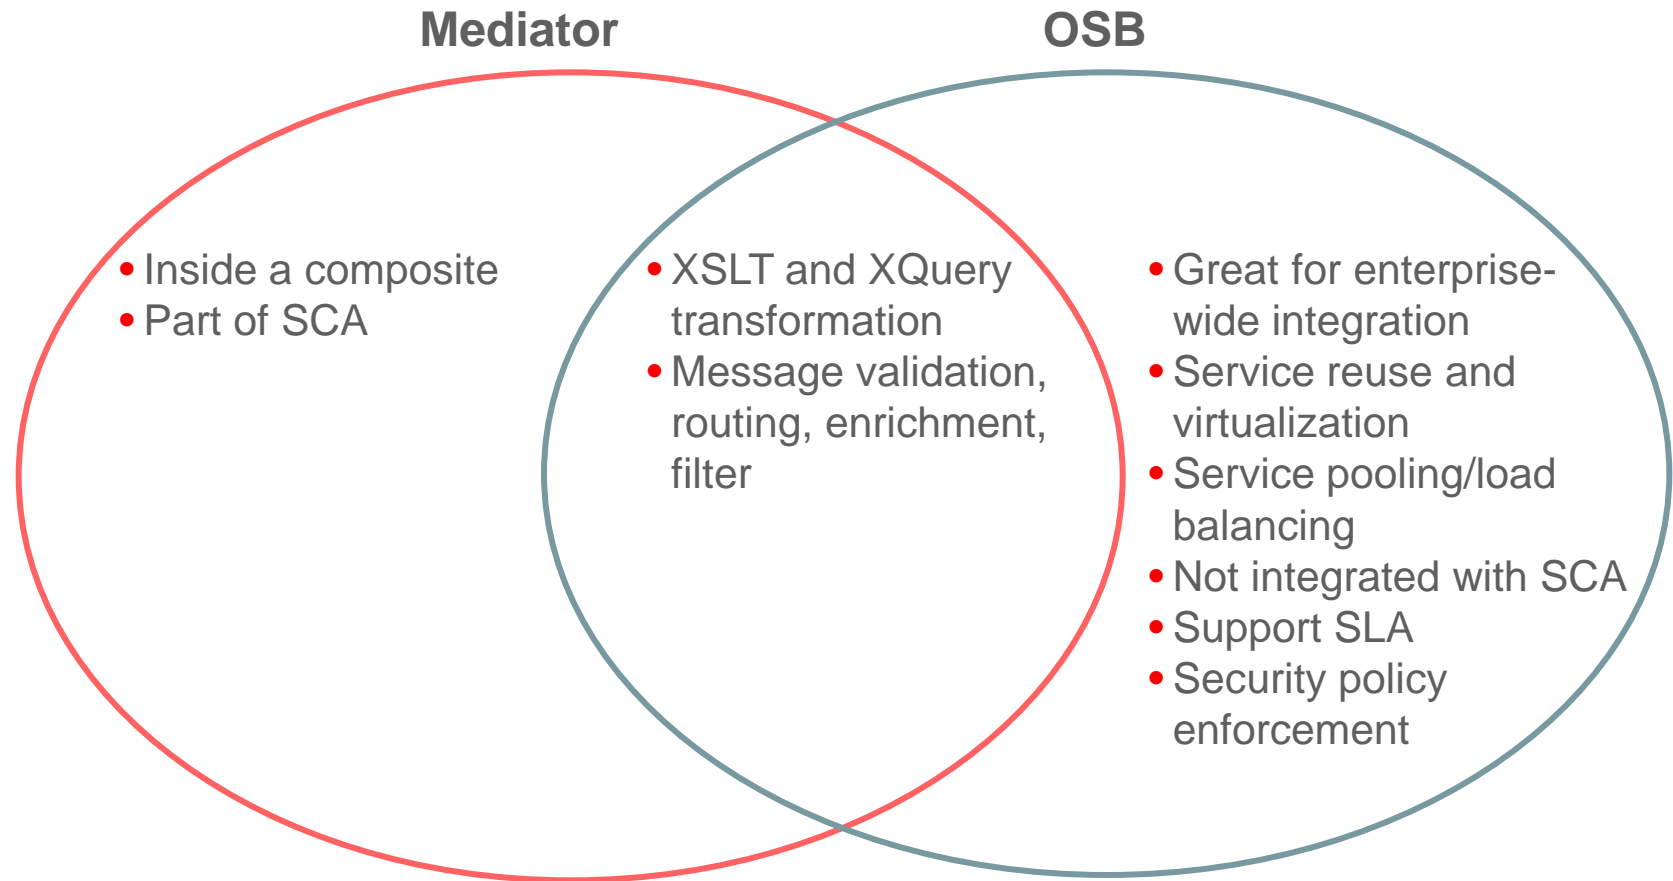 Mediator
OSB
• Inside a composite
• Part of SCA
• XSLT and XQuery
transformation
• Message validation,
routing, enrichment,
filter
• Great for enterprise-
wide integration
• Service reuse and
virtualization
• Service pooling/load
balancing
• Not integrated with SCA
• Support SLA
• Security policy
enforcement